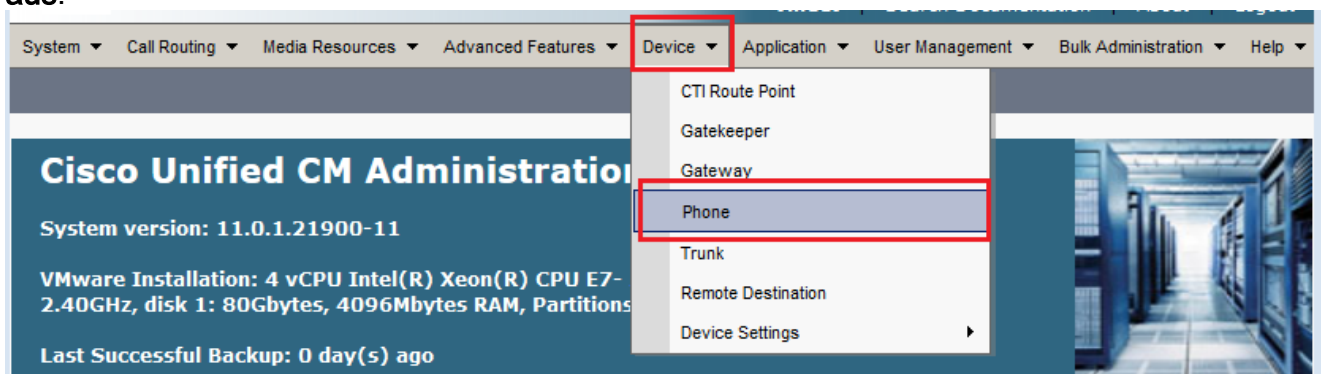 System ▼ Call Routing ▼ Media Resources ▼ Advanced Features ▼ Device ▼ Application ▼ User Management ▼ Bulk Administration ▼ Help ▼
CTI Route Point
Gatekeeper
Gateway
Phone
Trunk
Remote Destination
Device Settings
Cisco Unified CM Administratio
System version: 11.0.1.21900-11
VMware Installation: 4 vCPU Intel(R) Xeon(R) CPU E7-
2.40GHz, disk 1: 80Gbytes, 4096Mbytes RAM, Partitions
Last Successful Backup: 0 day(s) ago